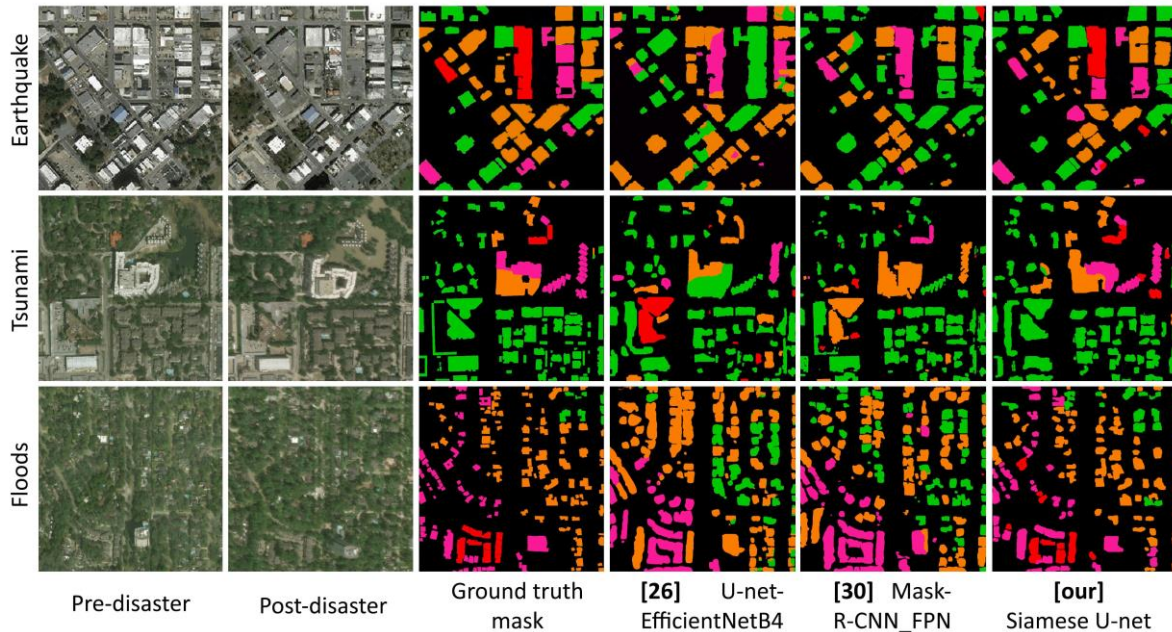 Earthquake
Tsunami
Floods
Pre-disaster
Post-disaster
Ground truth
mask
[26] U-net-
EfficientNetB4
[30] Mask-
R-CNN_FPN
[our]
Siamese U-net